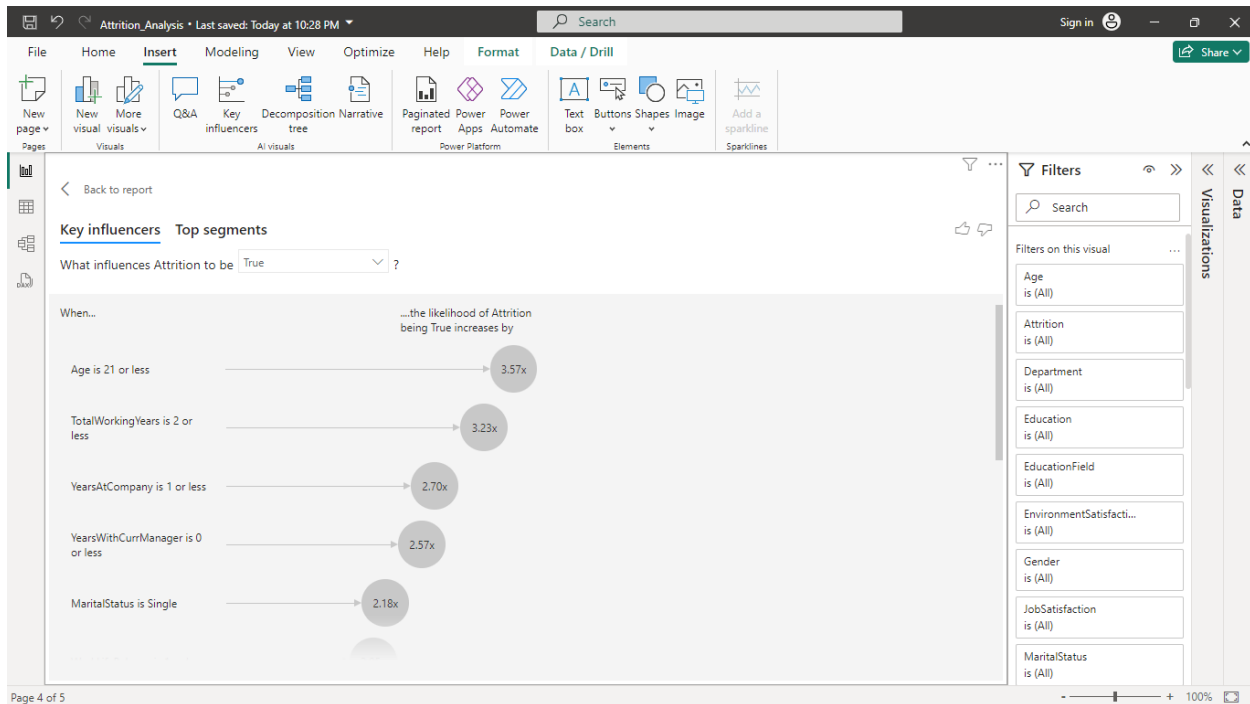 Attrition_Analysis • Last saved: Today at 10:28 PM
Search
Sign in
File Home Insert Modeling View Optimize Help Format Data / Drill
Share
New page
New visual
More visuals
Q&A
Key influencers
Decomposition tree
Narrative
Paginated report
Power Apps
Power Automate
Text box
Buttons
Shapes
Image
Add a sparkline
Pages
Visuals
AI visuals
Power Platform
Elements
Sparklines
Back to report
Key influencers Top segments
What influences Attrition to be True ?
When...
....the likelihood of Attrition
being True increases by
Age is 21 or less
3.57x
TotalWorkingYears is 2 or
less
3.23x
YearsAtCompany is 1 or less
2.70x
YearsWithCurrManager is 0
or less
2.57x
MaritalStatus is Single
2.18x
Filters
Search
Filters on this visual
...
Age
is (All)
Attrition
is (All)
Department
is (All)
Education
is (All)
EducationField
is (All)
EnvironmentSatisfacti...
is (All)
Gender
is (All)
JobSatisfaction
is (All)
MaritalStatus
is (All)
Visualizations
Data
DAX
Page 4 of 5
- + 100%